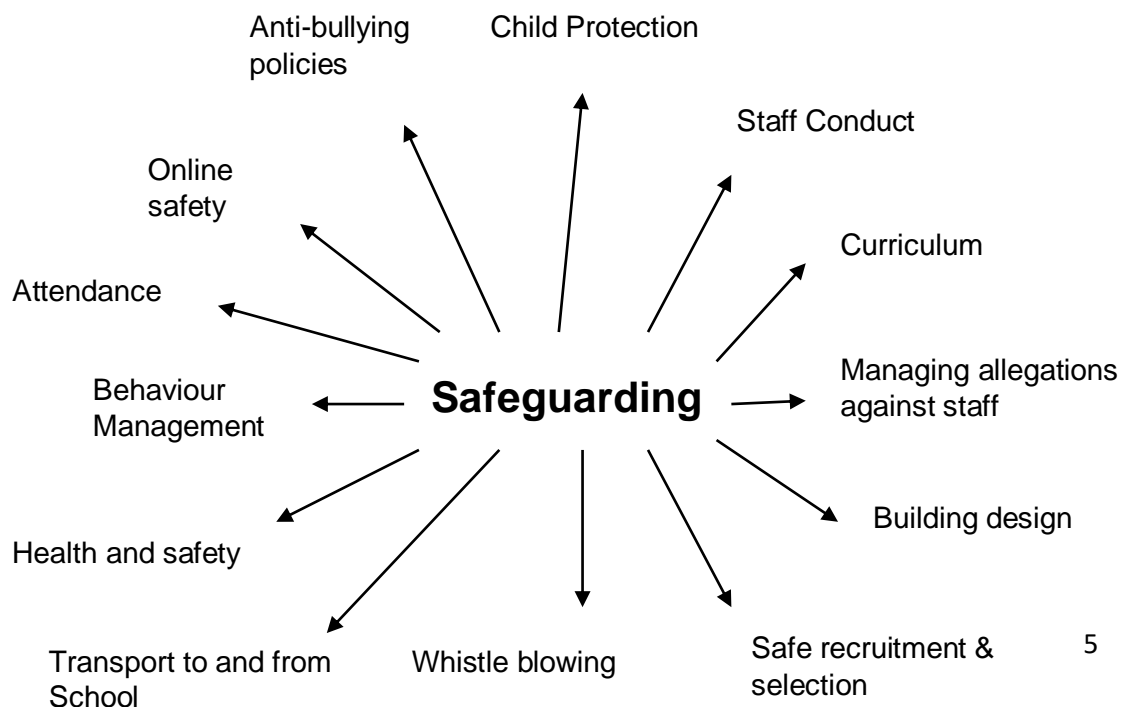 Anti-bullying
policies
Child Protection
Staff Conduct
Online
safety
Curriculum
Attendance
Managing allegations
against staff
Behaviour
Management
Safeguarding
Building design
Health and safety
Transport to and from
School
Whistle blowing
Safe recruitment &
selection
5